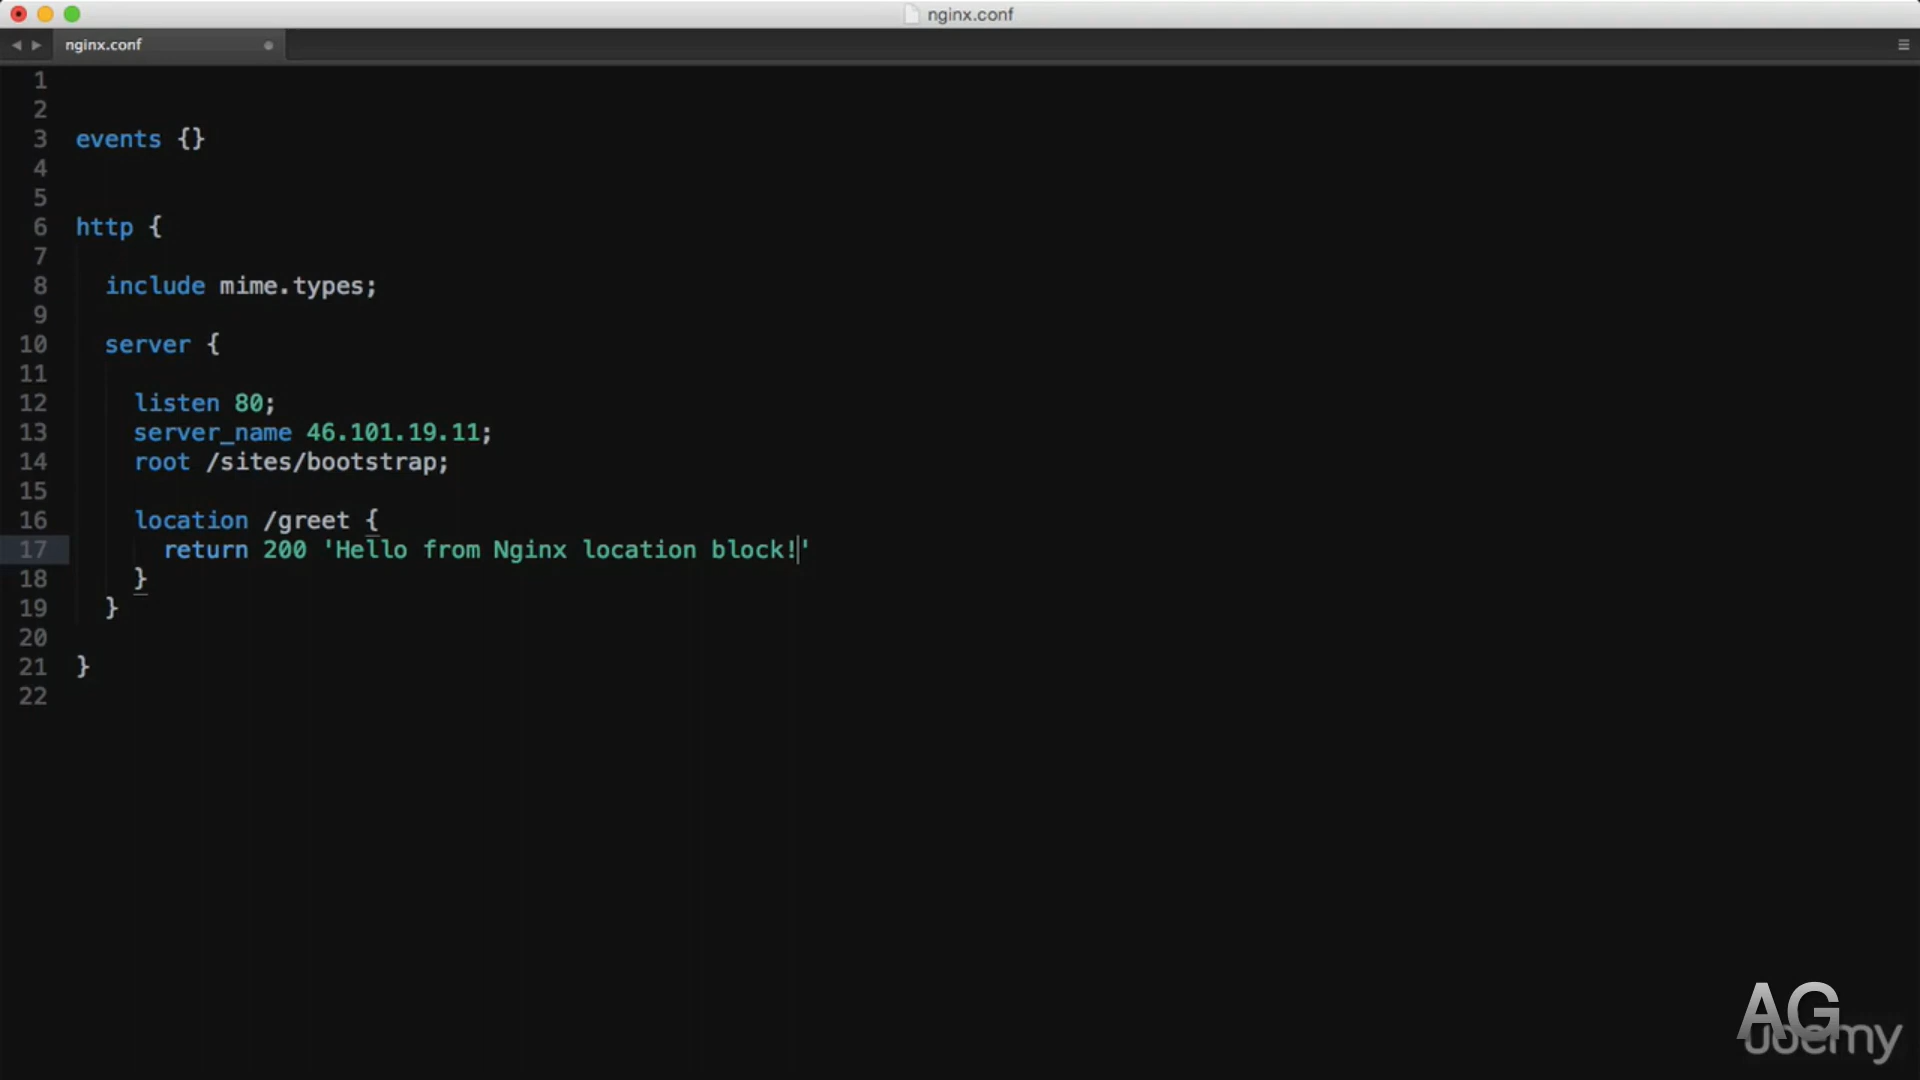 nginx.conf
nginx.conf
1
2
3 events {}
4
5
6 http {
7
8 include mime.types;
9
10 server {
11
12 listen 80;
13 server_name 46.101.19.11;
14 root /sites/bootstrap;
15
16 location /greet {
17 return 200 'Hello from Nginx location block!'
18 }
19 }
20
21 }
22
AG